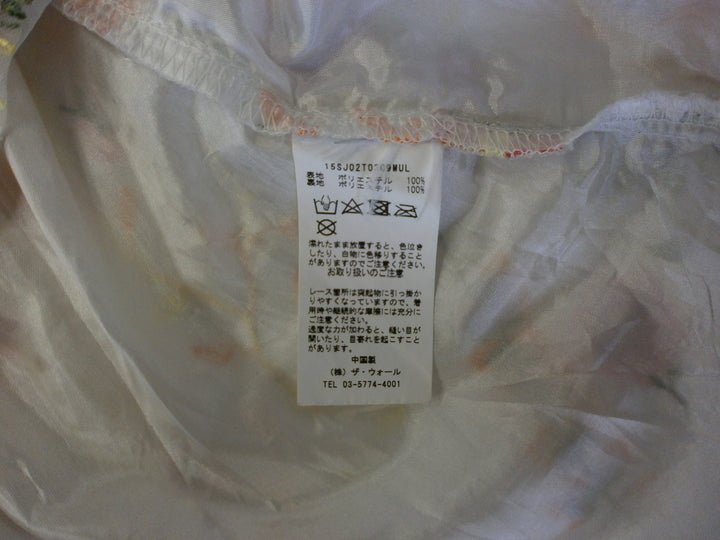 表地 ポリエステル 100%
裏地 ポリエステル 100%
濡れたまま放置すると、色泣き
したり、白物に色移りすること
がありますのでご注意ください。
お取り扱いのご注意
レース箇所は突起物に引っ掛か
りやすくなっていますので、着
用時や継続的な摩擦には充分に
ご注意ください。
過度な力が加わると、縫い目が
開いたり、目寄れを起こすことが
あります。
中国製
(株) ザ・ウォール
TEL 03-5774-4001